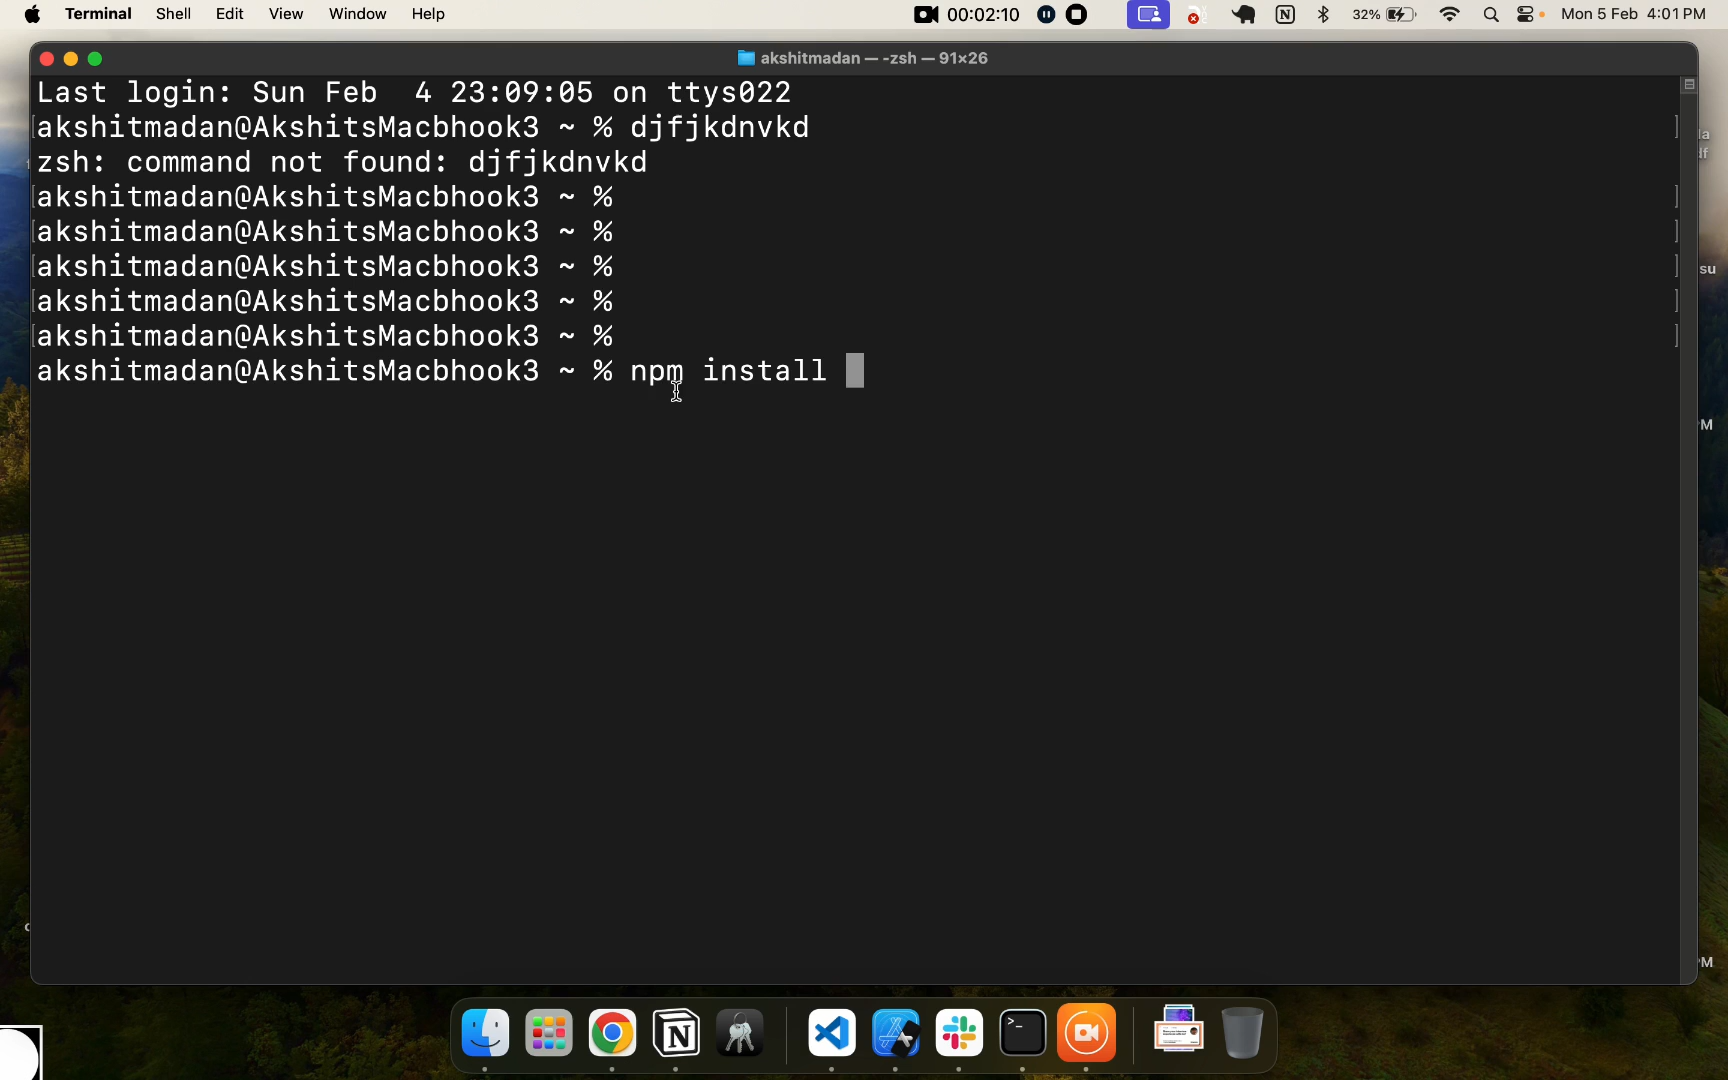 Terminal Shell Edit View Window Help 00:02:10 32% Mon 5 Feb 4:01 PM
akshitmadan — -zsh — 91×26
Last login: Sun Feb  4 23:09:05 on ttys022
[akshitmadan@AkshitsMacbhook3 ~ % djfjkdnvkd ]
zsh: command not found: djfjkdnvkd
[akshitmadan@AkshitsMacbhook3 ~ % ]
[akshitmadan@AkshitsMacbhook3 ~ % ]
[akshitmadan@AkshitsMacbhook3 ~ % ]
[akshitmadan@AkshitsMacbhook3 ~ % ]
[akshitmadan@AkshitsMacbhook3 ~ % ]
akshitmadan@AkshitsMacbhook3 ~ % npm install